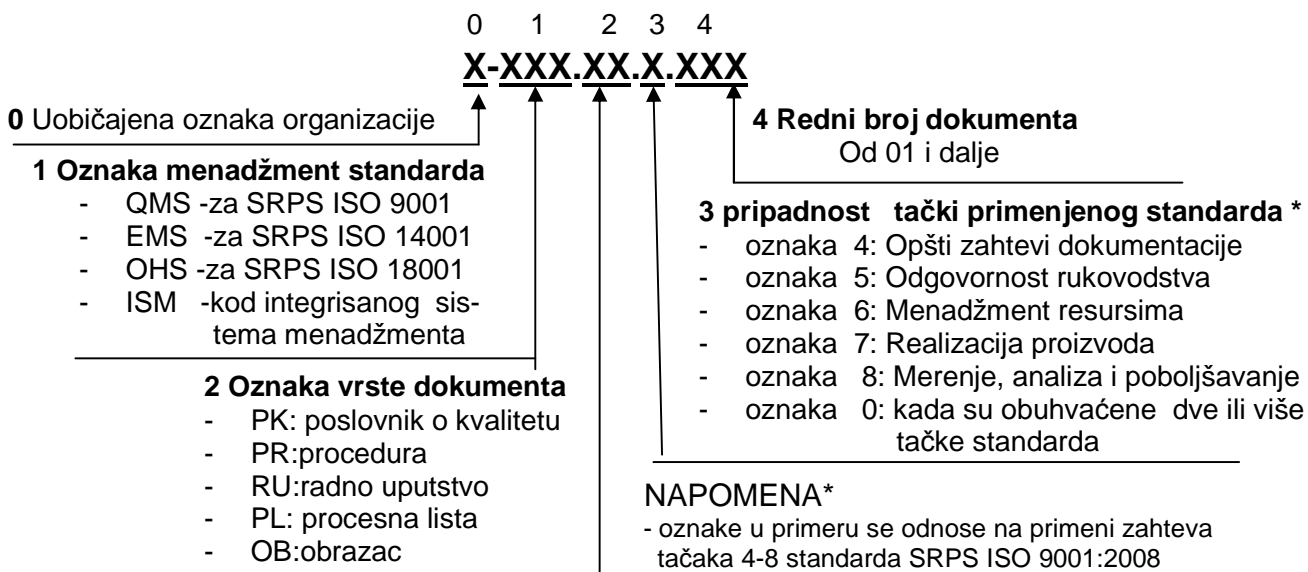 0 1 2 3 4
X-XXX.XX.X.XXX
0 Uobičajena oznaka organizacije
1 Oznaka menadžment standarda
- QMS -za SRPS ISO 9001
- EMS -za SRPS ISO 14001
- OHS -za SRPS ISO 18001
- ISM -kod integrisanog sis-
tema menadžmenta
2 Oznaka vrste dokumenta
- PK: poslovnik o kvalitetu
- PR:procedura
- RU:radno uputstvo
- PL: procesna lista
- OB:obrazac
4 Redni broj dokumenta
Od 01 i dalje
3 pripadnost tački primenjenog standarda *
- oznaka 4: Opšti zahtevi dokumentacije
- oznaka 5: Odgovornost rukovodstva
- oznaka 6: Menadžment resursima
- oznaka 7: Realizacija proizvoda
- oznaka 8: Merenje, analiza i poboljšavanje
- oznaka 0: kada su obuhvaćene dve ili više
tačke standarda
NAPOMENA*
- oznake u primeru se odnose na primeni zahteva
tačaka 4-8 standarda SRPS ISO 9001:2008